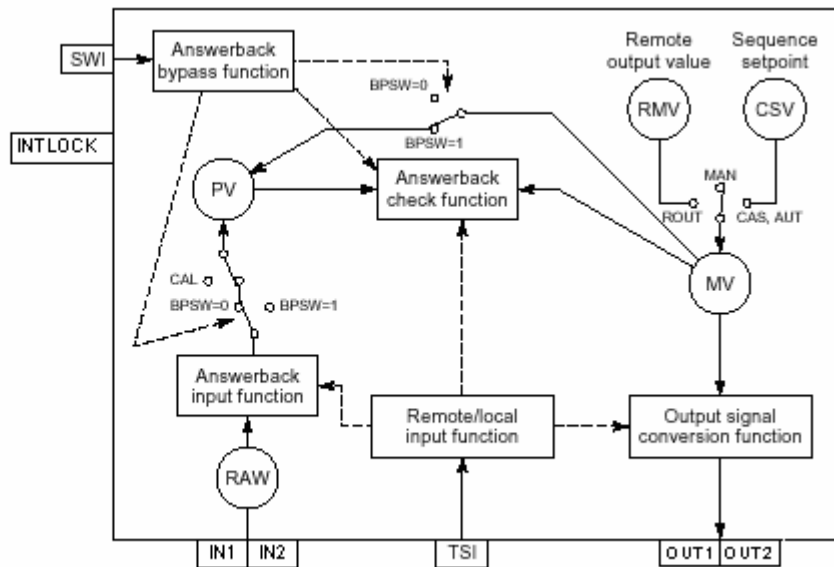 SWI
Answerback
bypass function
Remote
output value
Sequence
setpoint
BPSW=0
RMV
CSV
INTLOCK
BPSW=1
MAN
PV
Answerback
check function
ROUT
CAS, AUT
CAL
MV
BPSW=0
BPSW=1
Answerback
input function
Remote/local
input function
Output signal
conversion function
RAW
IN1
IN2
TSI
OUT1
OUT2